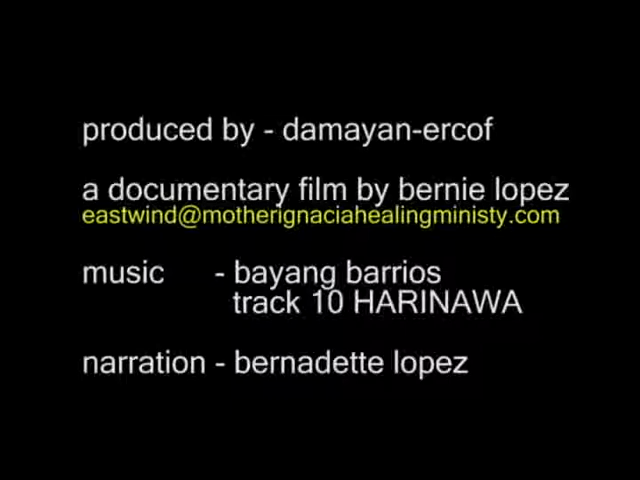 produced by - damayan-ercof
a documentary film by bernie lopez
eastwind@motherignaciahealingministy.com
music - bayang barrios
track 10 HARINAWA
narration - bernadette lopez